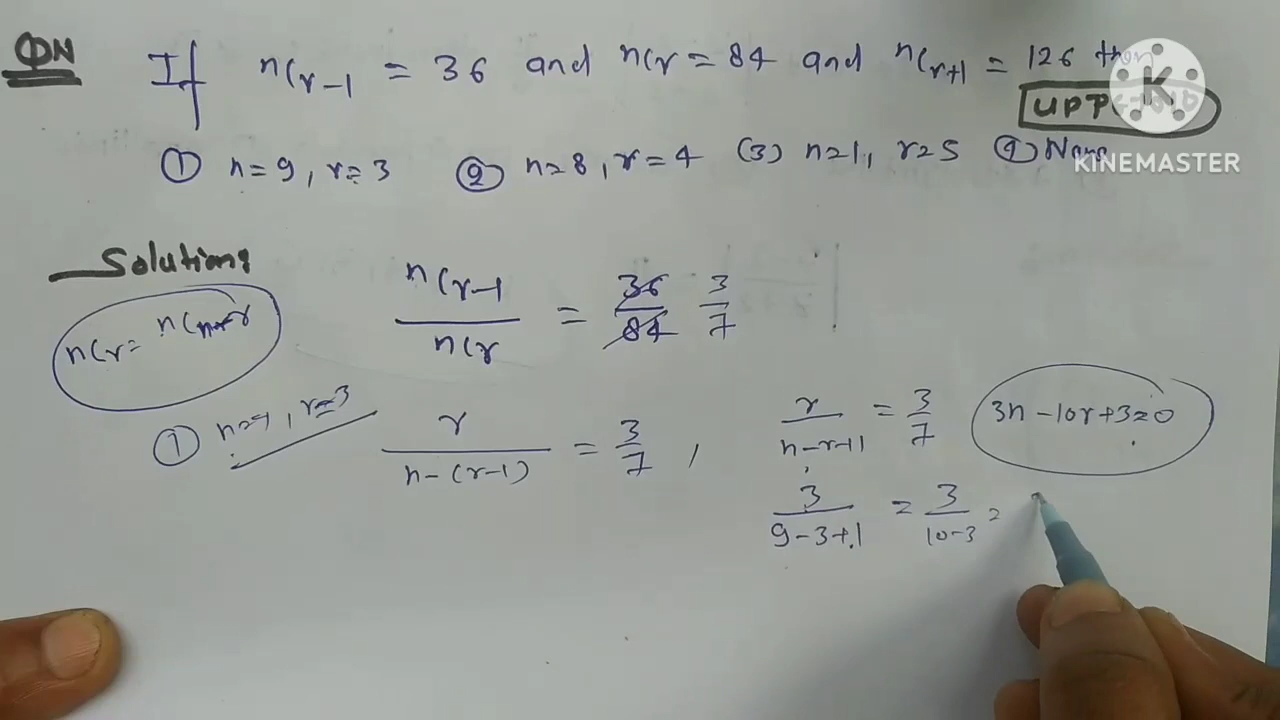 QN If nCr-1 = 36 and nCr = 84 and nCr+1 = 126 then
K
KINEMASTER
① n=9, r=3 ② n=8, r=4 (3) n=1, r=5 ④ None
Solution:
nCr-1 / nCr = 36/84 3/7
nCr = nCn-r
① n=9, r=3
r / n-(r-1) = 3/7 , r / n-r+1 = 3/7 3n-10r+3=0
3 / 9-3+1 = 3 / 10-3 =